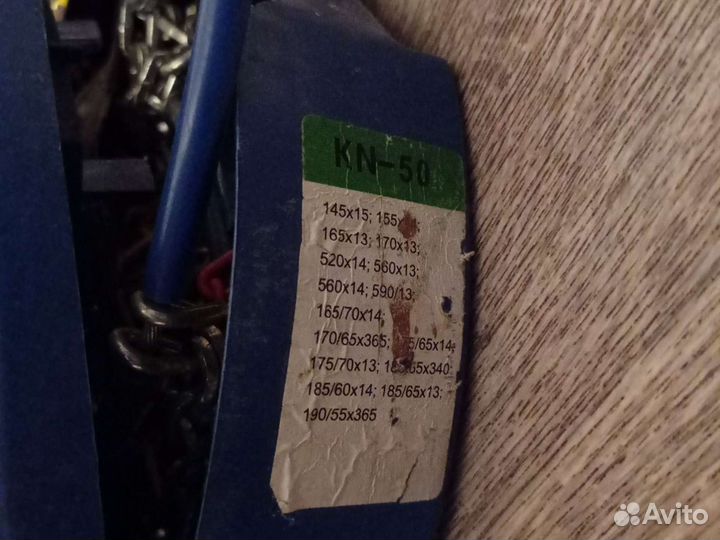 KN-50
145x15;
165x13; 170x13;
520x14; 560x13;
560x14; 590/13;
165/70x14;
170/65x365;
175/70x13;
185/60x14; 185/65x13;
190/55x365
Avito